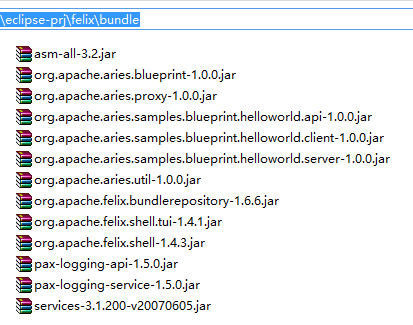 \eclipse-prj\felix\bundle
asm-all-3.2.jar
org.apache.aries.blueprint-1.0.0.jar
org.apache.aries.proxy-1.0.0.jar
org.apache.aries.samples.blueprint.helloworld.api-1.0.0.jar
org.apache.aries.samples.blueprint.helloworld.client-1.0.0.jar
org.apache.aries.samples.blueprint.helloworld.server-1.0.0.jar
org.apache.aries.util-1.0.0.jar
org.apache.felix.bundlerepository-1.6.6.jar
org.apache.felix.shell.tui-1.4.1.jar
org.apache.felix.shell-1.4.3.jar
pax-logging-api-1.5.0.jar
pax-logging-service-1.5.0.jar
services-3.1.200-v20070605.jar